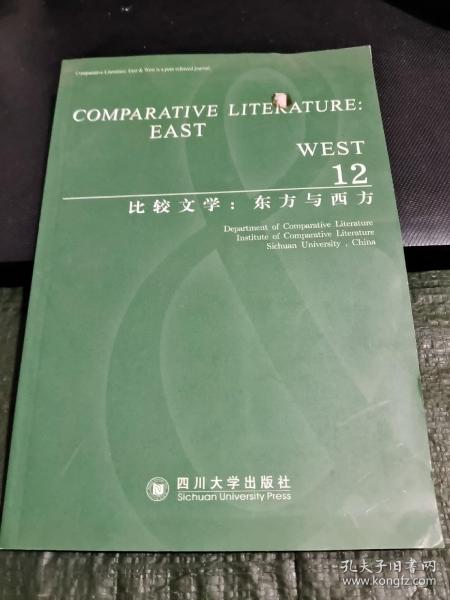 Comparative Literature: East & West is a peer refereed journal.
COMPARATIVE LITERATURE:
EAST
&
WEST
12
比较文学：东方与西方
Department of Comparative Literature
Institute of Comparative Literature
Sichuan University , China
四川大学出版社
Sichuan University Press
孔夫子旧书网
www.kongfz.com